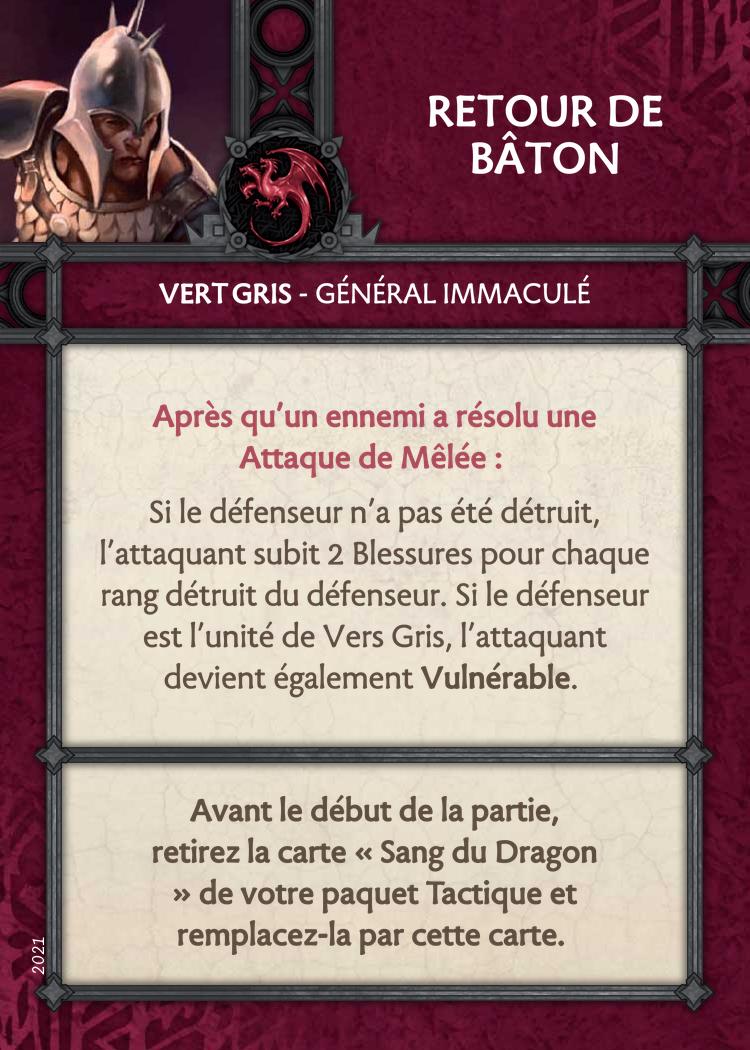 RETOUR DE
BÂTON
VERT GRIS - GÉNÉRAL IMMACULÉ
Après qu'un ennemi a résolu une
Attaque de Mêlée :
Si le défenseur n'a pas été détruit,
l'attaquant subit 2 Blessures pour chaque
rang détruit du défenseur. Si le défenseur
est l'unité de Vers Gris, l'attaquant
devient également Vulnérable.
Avant le début de la partie,
retirez la carte « Sang du Dragon
» de votre paquet Tactique et
remplacez-la par cette carte.
2021